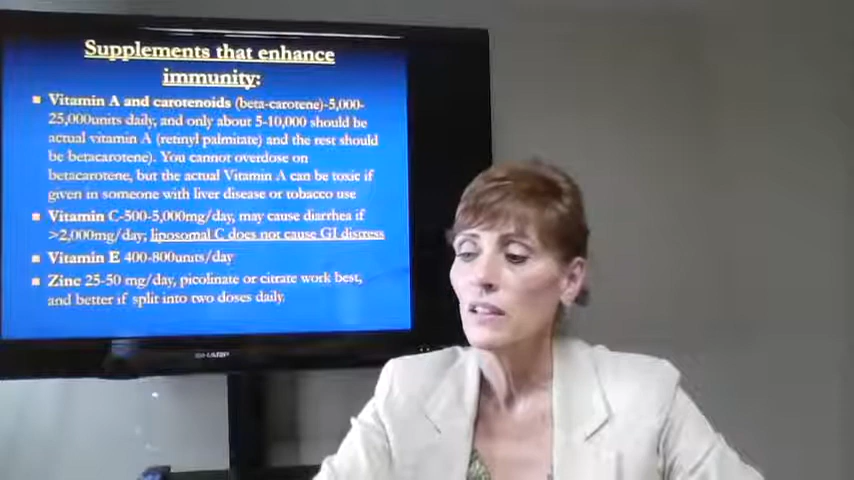 Supplements that enhance
immunity:
Vitamin A and carotenoids (beta-carotene)-5,000-
25,000units daily, and only about 5-10,000 should be
actual vitamin A (retinyl palmitate) and the rest should
be betacarotene). You cannot overdose on
betacarotene, but the actual Vitamin A can be toxic if
given in someone with liver disease or tobacco use
Vitamin C-500-5,000mg/day, may cause diarrhea if
>2,000mg/day, liposomal C does not cause GI distress
Vitamin E 400-800units/day
Zinc 25-50 mg/day, picolinate or citrate work best,
and better if split into two doses daily.
SHARP